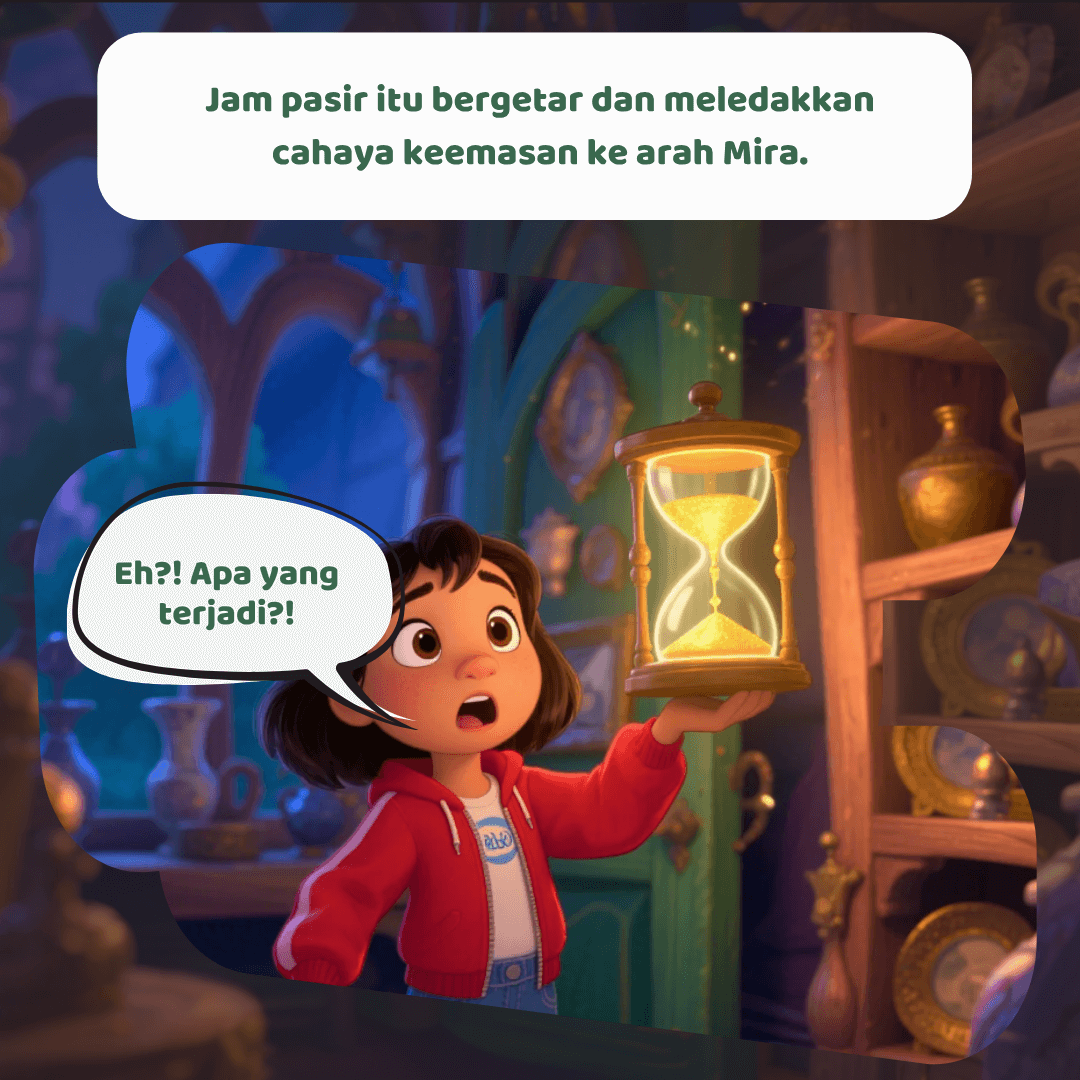 Jam pasir itu bergetar dan meledakkan
cahaya keemasan ke arah Mira.
Eh?! Apa yang
terjadi?!